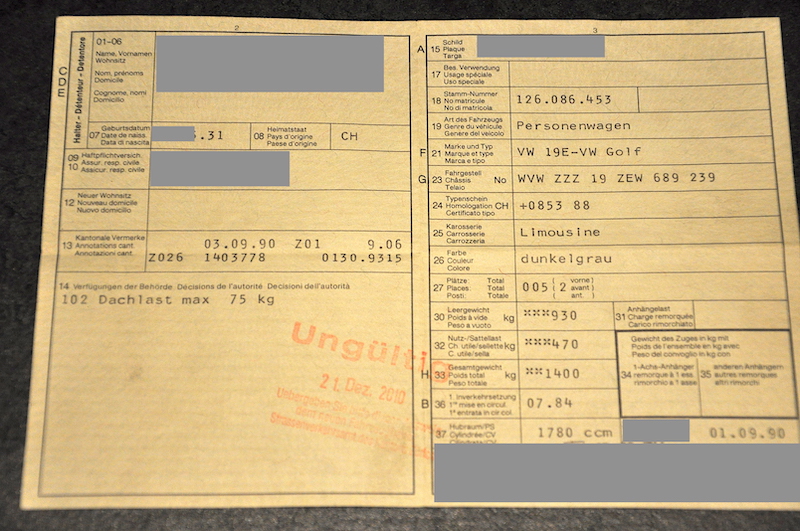 2
C
D
E
Halter-Détenteur-Detentore
01-06
Name, Vornamen
Wohnsitz
Nom, prénoms
Domicile
Cognome, nomi
Domicilio
07 Geburtsdatum
Date de naiss.
Data di nascita
.31
08 Heimatstaat
Pays d'origine
Paese d'origine
CH
09 Haftpflichtversich.
10 Assur. resp. civile
Assicur. resp. civile
12 Neuer Wohnsitz
Nouveau domicile
Nuovo domicilio
13 Kantonale Vermerke
Annotations cant.
Annotazioni cant.
03.09.90 Z01 9.06
Z026 1403778 0130.9315
14 Verfügungen der Behörde Décisions de l'autorité Decisioni dell'autorità
102 Dachlast max 75 kg
Ungültig
21. Dez. 2010
3
A 15 Schild
Plaque
Targa
17 Bes. Verwendung
Usage spéciale
Uso speciale
18 Stamm-Nummer
No matricule
No di matricola
126.086.453
19 Art des Fahrzeugs
Genre du véhicule
Genere del veicolo
Personenwagen
F 21 Marke und Typ
Marque et type
Marca e tipo
VW 19E-VW Golf
G 23 Fahrgestell
Châssis No
Telaio
WVW ZZZ 19 ZEW 689 239
24 Typenschein
Homologation CH
Certificato tipo
+0853 88
25 Karosserie
Carrosserie
Carrozzeria
Limousine
26 Farbe
Couleur
Colore
dunkelgrau
27 Plätze: Total
Places: Total
Posti: Totale
005 ( 2 vorne )
avant
ant.
30 Leergewicht
Poids à vide kg
Peso a vuoto
***930
31 Anhängelast
Charge remorquée
Carico rimorchiato
32 Nutz-/Sattellast
Ch. utile/sellette kg
C. utile/sella
***470
Gewicht des Zuges in kg mit
Poids de l'ensemble en kg avec
Peso del convoglio in kg con
H 33 Gesamtgewicht
Poids total kg
Peso totale
**1400
34 1-Achs-Anhänger
remorque à 1 ess.
rimorchio a 1 asse
35 anderen Anhängern
autres remorques
altri rimorchi
B 36 1. Inverkehrsetzung
1re mise en circul.
1a entrata in circol.
07.84
37 Hubraum/PS
Cylindrée/CV
1780 ccm
01.09.90